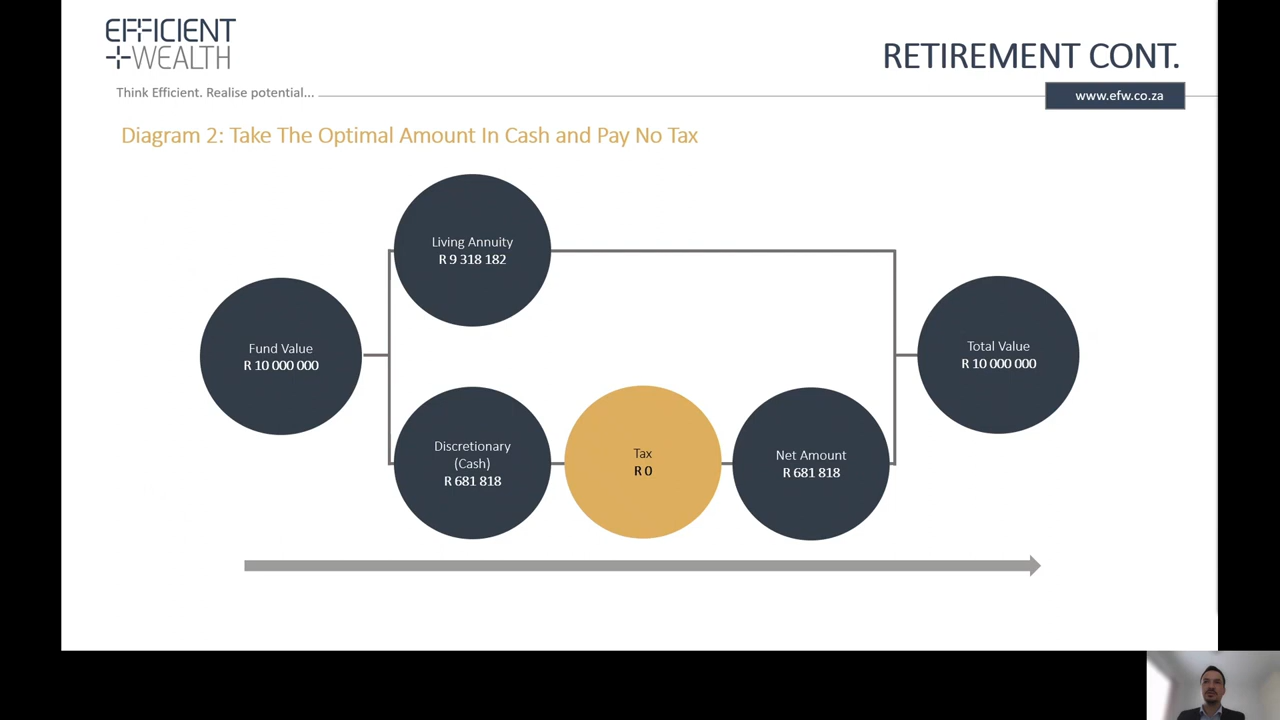 EFFICIENT
WEALTH
RETIREMENT CONT.
Think Efficient. Realise potential...
www.efw.co.za
Diagram 2: Take The Optimal Amount In Cash and Pay No Tax
Living Annuity
R 9 318 182
Fund Value
R 10 000 000
Total Value
R 10 000 000
Discretionary
(Cash)
R 681 818
Tax
R 0
Net Amount
R 681 818